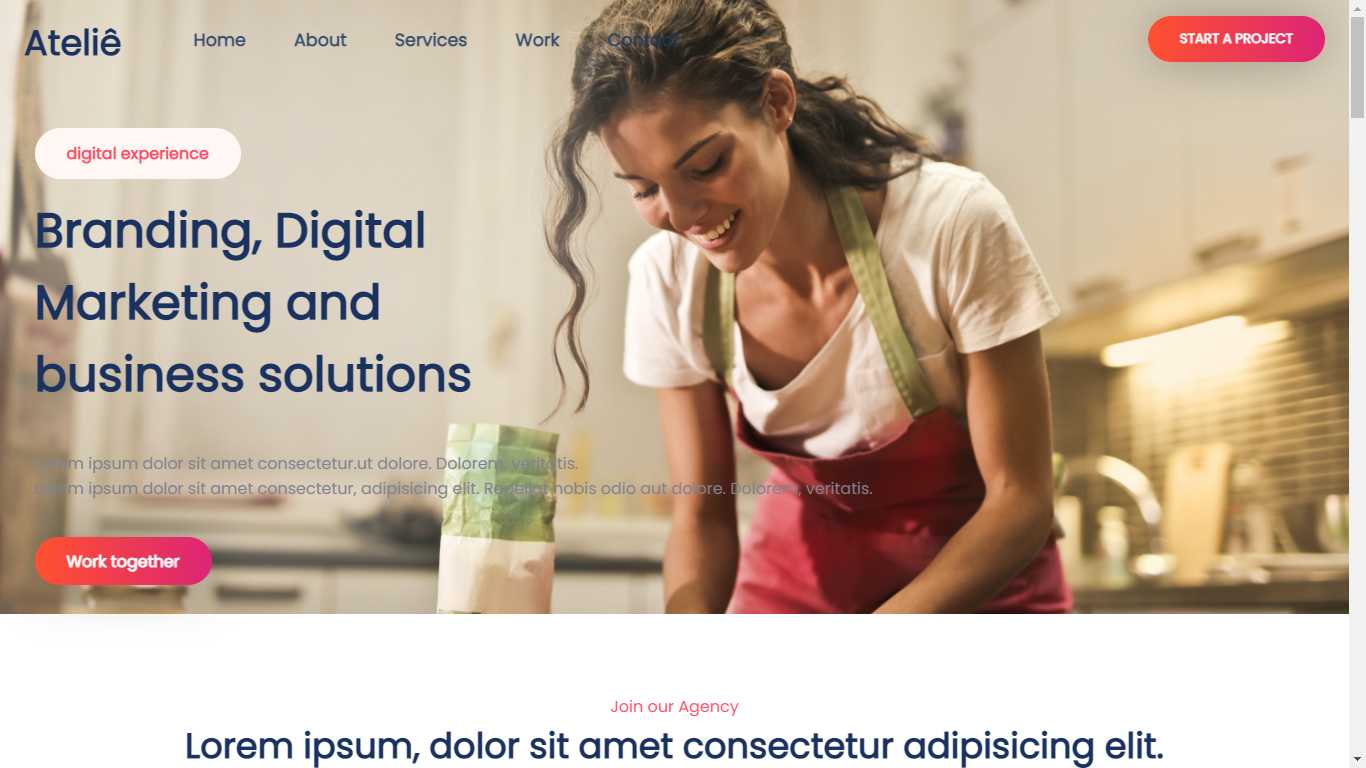 Ateliê
Home
About
Services
Work
Contact
START A PROJECT
digital experience
Branding, Digital
Marketing and
business solutions
Lorem ipsum dolor sit amet consectetur.ut dolore. Dolorem, veritatis.
Lorem ipsum dolor sit amet consectetur, adipisicing elit. Repellat nobis odio aut dolore. Dolorem, veritatis.
Work together
Join our Agency
Lorem ipsum, dolor sit amet consectetur adipisicing elit.